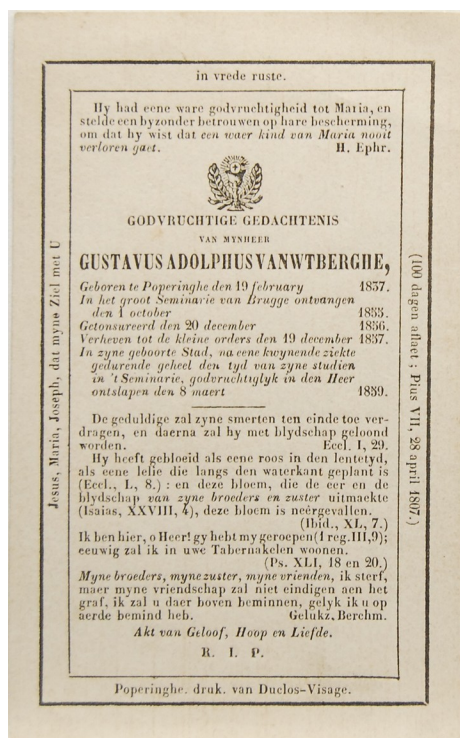 in vrede ruste.
Hy had eene ware godvruchtigheid tot Maria, en
stelde een byzonder betrouwen op hare bescherming,
om dat hy wist dat een waer kind van Maria nooit
verloren gaet. H. Ephr.
GODVRUCHTIGE GEDACHTENIS
VAN MYNHEER
GUSTAVUS ADOLPHUS VANWTBERGHE,
Geboren te Poperinghe den 19 february 1837.
In het groot Seminarie van Brugge ontvangen
den 1 october 1855.
Getonsureerd den 20 december 1856.
Verheven tot de kleine orders den 19 december 1857.
In zyne geboorte Stad, na eene kwynende ziekte
gedurende geheel den tyd van zyne studien
in 't Seminarie, godvruchtiglyk in den Heer
ontslapen den 8 maert 1859.
De geduldige zal zyne smerten ten einde toe ver-
dragen, en daerna zal hy met blydschap geloond
worden. Eccl. I, 29.
Hy heeft gebloeid als eene roos in den lentetyd,
als eene lelie die langs den waterkant geplant is
(Eccl., L, 8.) : en deze bloem, die de eer en de
blydschap van zyne broeders en zuster uitmaekte
(Isaias, XXVIII, 4), deze bloem is neêrgevallen.
(Ibid., XL, 7.)
Ik ben hier, o Heer! gy hebt my geroepen (I reg. III, 9);
eeuwig zal ik in uwe Tabernakelen woonen.
(Ps. XLI, 18 en 20.)
Myne broeders, myne zuster, myne vrienden, ik sterf,
maer myne vriendschap zal niet eindigen aen het
graf, ik zal u daer boven beminnen, gelyk ik u op
aerde bemind heb. Gelukz, Berchm.
Akt van Geloof, Hoop en Liefde.
R. I. P.
Jesus, Maria, Joseph, dat myne Ziel met U
(100 dagen aflaet ; Pius VII, 28 april 1807.)
Poperinghe. druk. van Duclos-Visage.